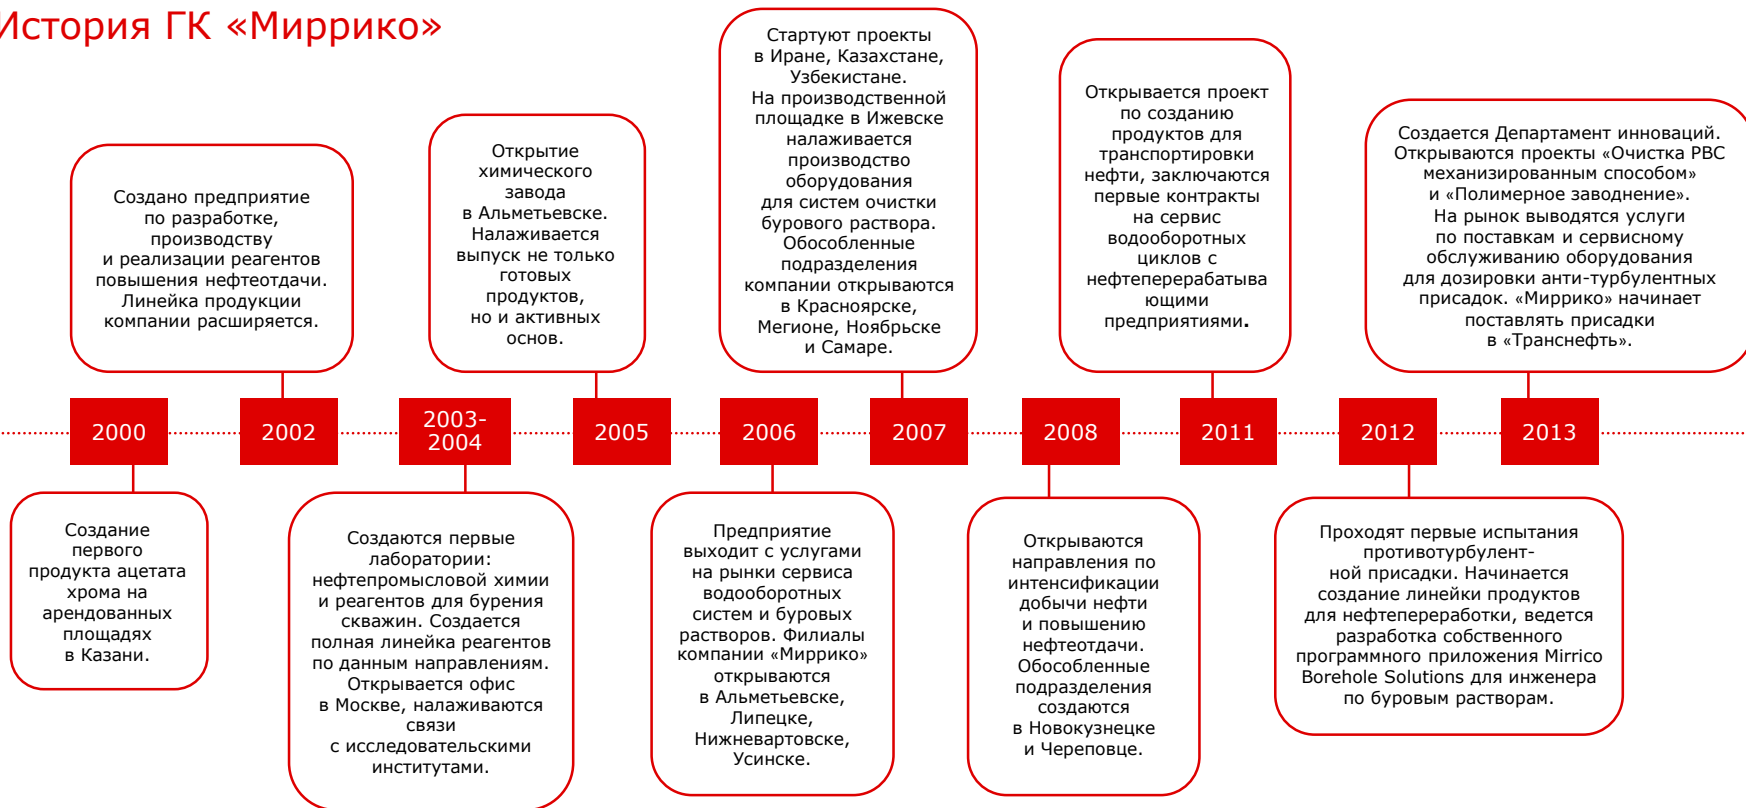 История ГК «Миррико»
Создано предприятие
по разработке,
производству
и реализации реагентов
повышения нефтеотдачи.
Линейка продукции
компании расширяется.
Открытие
химического
завода
в Альметьевске.
Налаживается
выпуск не только
готовых
продуктов,
но и активных
основ.
Стартуют проекты
в Иране, Казахстане,
Узбекистане.
На производственной
площадке в Ижевске
налаживается
производство
оборудования
для систем очистки
бурового раствора.
Обособленные
подразделения
компании открываются
в Красноярске,
Мегионе, Ноябрьске
и Самаре.
Открывается проект
по созданию
продуктов для
транспортировки
нефти, заключаются
первые контракты
на сервис
водооборотных
циклов с
нефтеперерабатыва
ющими
предприятиями.
Создается Департамент инноваций.
Открываются проекты «Очистка РВС
механизированным способом»
и «Полимерное заводнение».
На рынок выводятся услуги
по поставкам и сервисному
обслуживанию оборудования
для дозировки анти-турбулентных
присадок. «Миррико» начинает
поставлять присадки
в «Транснефть».
2000
2002
2003-
2004
2005
2006
2007
2008
2011
2012
2013
Создание
первого
продукта ацетата
хрома на
арендованных
площадях
в Казани.
Создаются первые
лаборатории:
нефтепромысловой химии
и реагентов для бурения
скважин. Создается
полная линейка реагентов
по данным направлениям.
Открывается офис
в Москве, налаживаются
связи
с исследовательскими
институтами.
Предприятие
выходит с услугами
на рынки сервиса
водооборотных
систем и буровых
растворов. Филиалы
компании «Миррико»
открываются
в Альметьевске,
Липецке,
Нижневартовске,
Усинске.
Открываются
направления по
интенсификации
добычи нефти
и повышению
нефтеотдачи.
Обособленные
подразделения
создаются
в Новокузнецке
и Череповце.
Проходят первые испытания
противотурбулент-
ной присадки. Начинается
создание линейки продуктов
для нефтепереработки, ведется
разработка собственного
программного приложения Mirrico
Borehole Solutions для инженера
по буровым растворам.